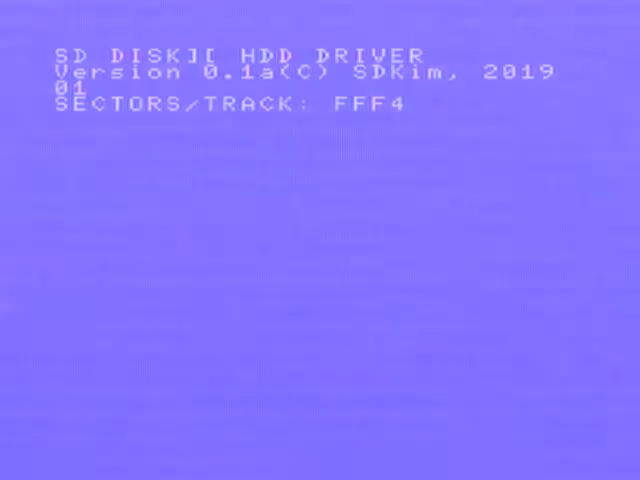 SD DISK][ HDD DRIVER
Version 0.1a(C) SDKim, 2019
01
SECTORS/TRACK: FFF4